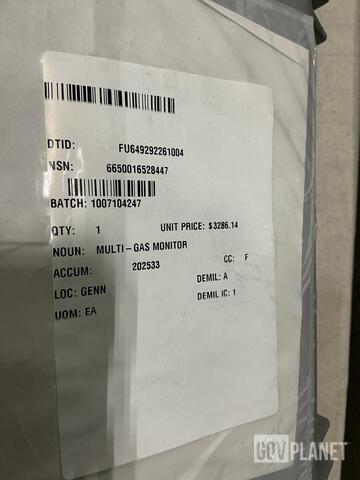 DTID: FU649292261004
NSN: 6650016528447
BATCH: 1007104247
QTY: 1 UNIT PRICE: $3286.14
NOUN: MULTI-GAS MONITOR
ACCUM: 202533 CC: F
LOC: GENN DEMIL: A
UOM: EA DEMIL IC: 1
GOVPLANET